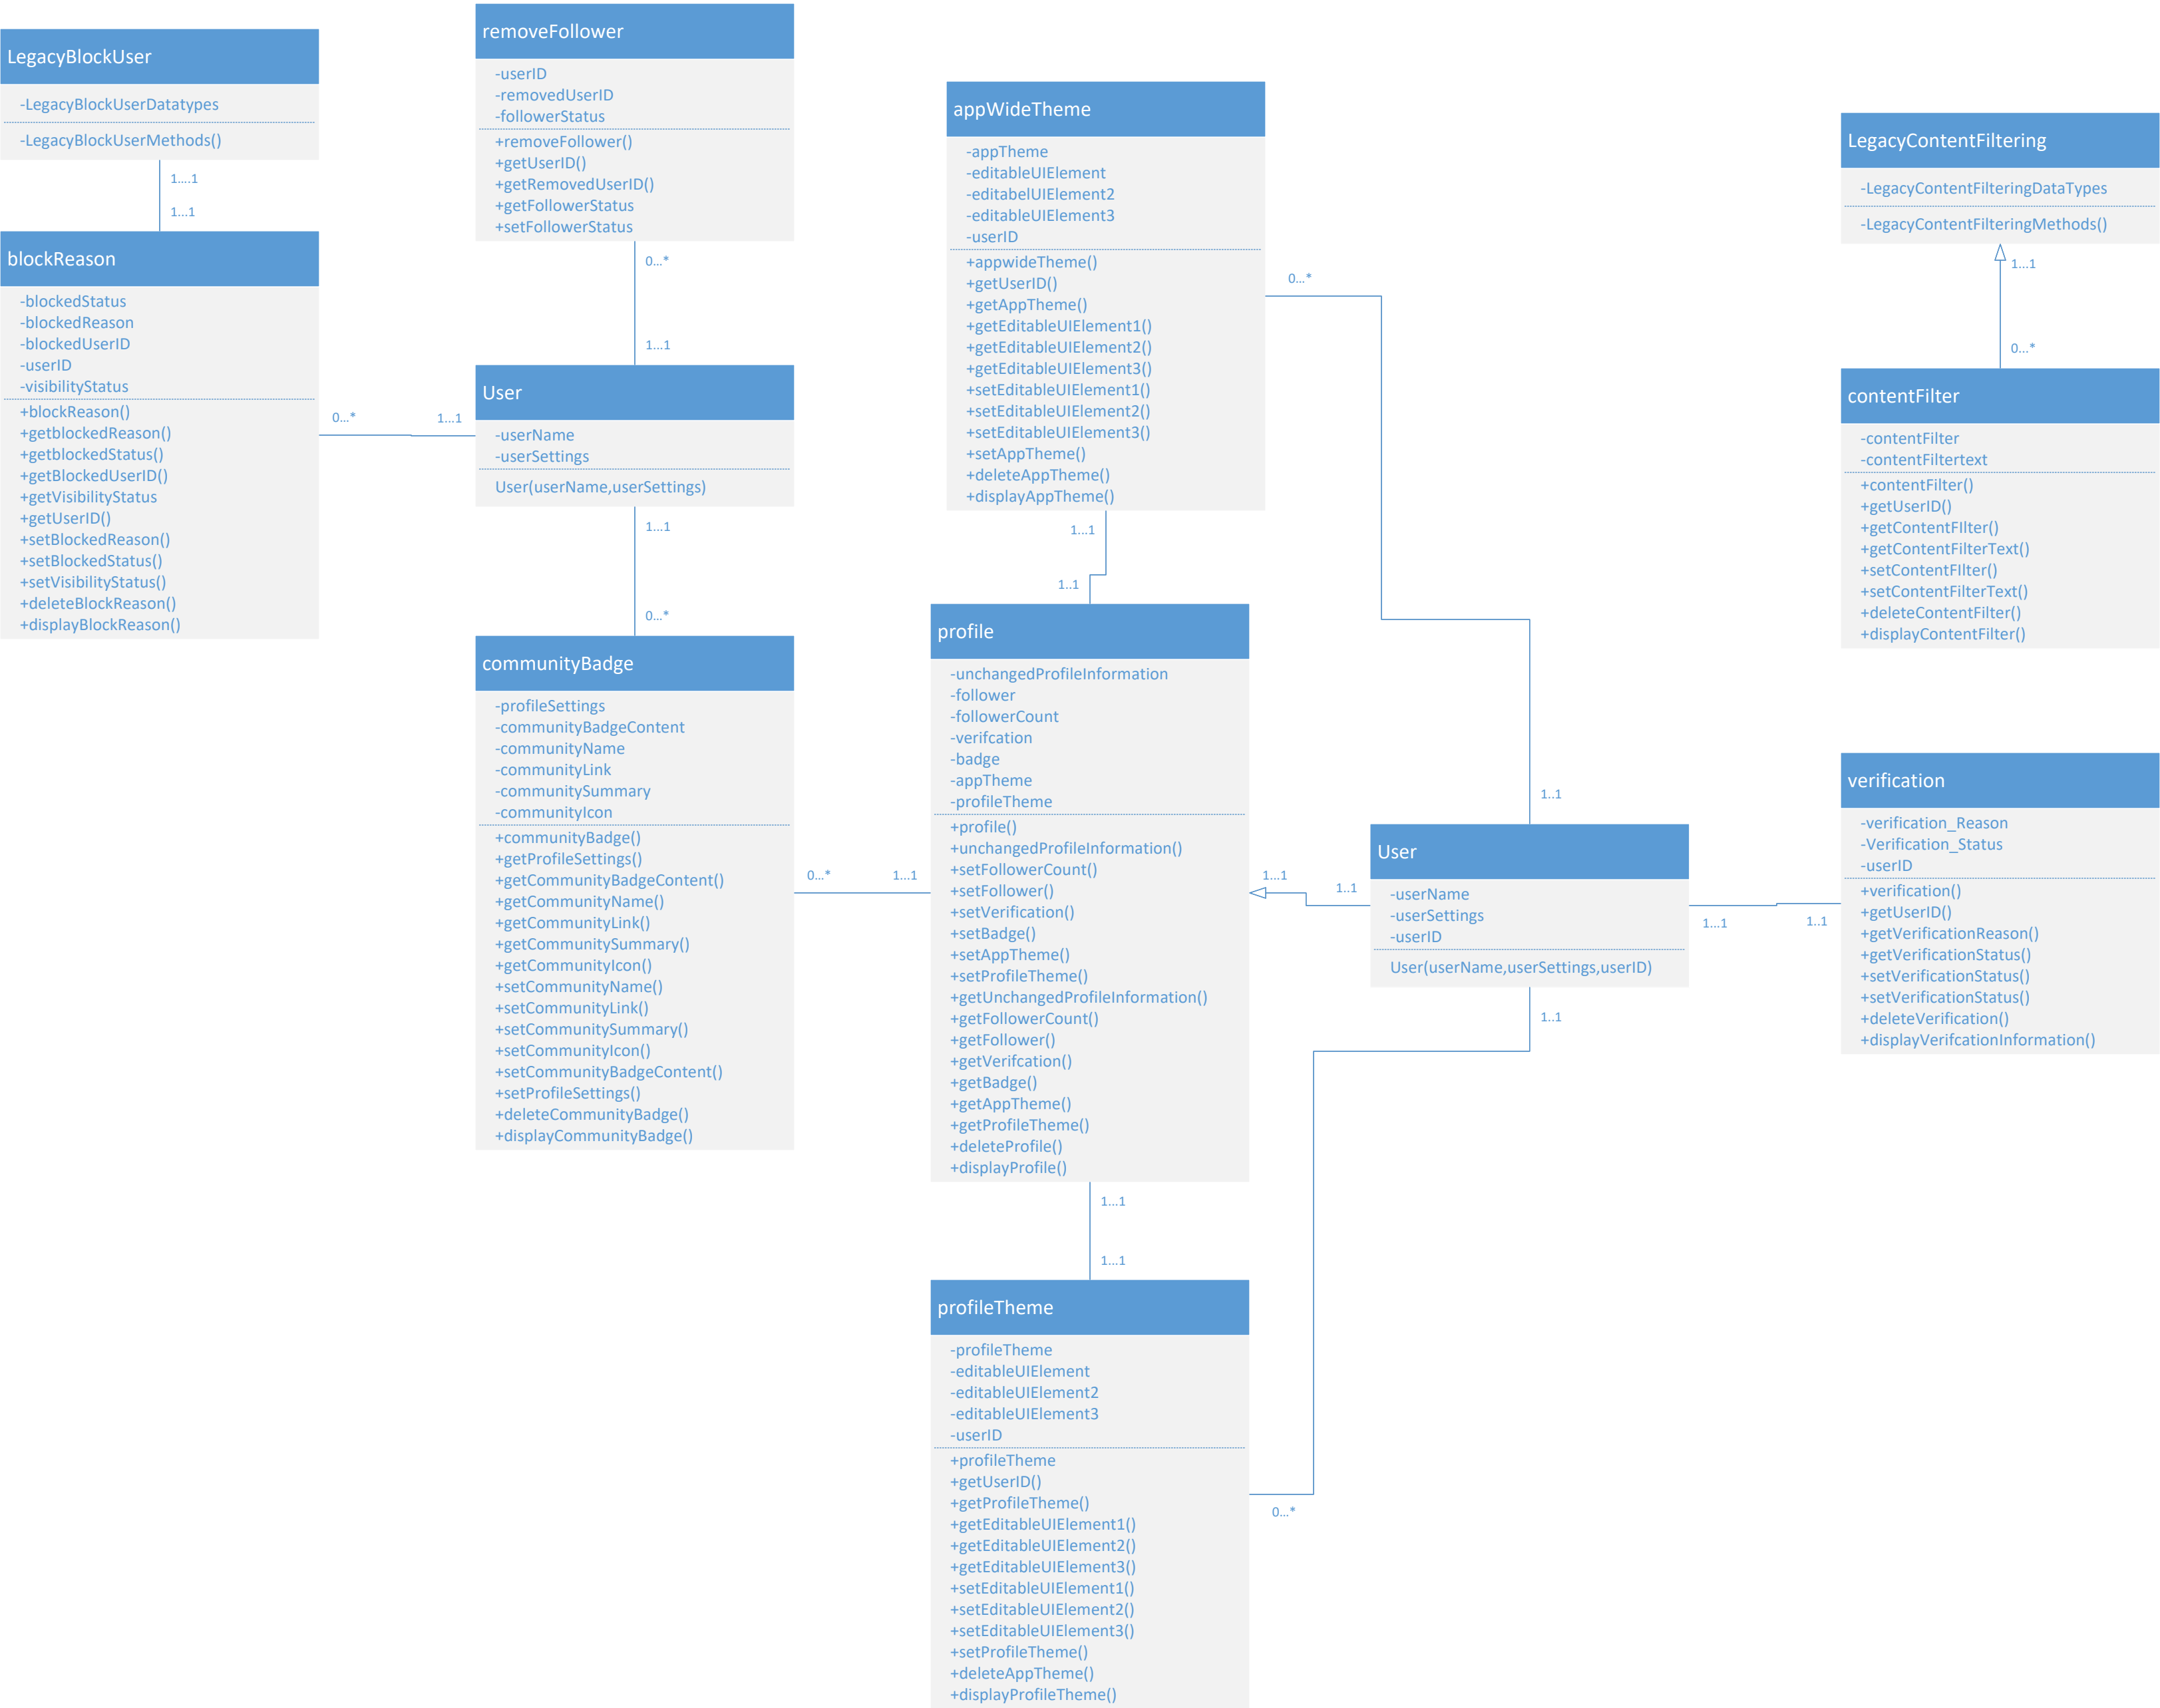 LegacyBlockUser
-LegacyBlockUserDatatypes
-LegacyBlockUserMethods()
1....1
1...1
blockReason
-blockedStatus
-blockedReason
-blockedUserID
-userID
-visibilityStatus
+blockReason()
+getblockedReason()
+getblockedStatus()
+getBlockedUserID()
+getVisibilityStatus
+getUserID()
+setBlockedReason()
+setBlockedStatus()
+setVisibilityStatus()
+deleteBlockReason()
+displayBlockReason()
0...*
1...1
removeFollower
-userID
-removedUserID
-followerStatus
+removeFollower()
+getUserID()
+getRemovedUserID()
+getFollowerStatus
+setFollowerStatus
0...*
1...1
User
-userName
-userSettings
User(userName,userSettings)
1...1
0...*
communityBadge
-profileSettings
-communityBadgeContent
-communityName
-communityLink
-communitySummary
-communityIcon
+communityBadge()
+getProfileSettings()
+getCommunityBadgeContent()
+getCommunityName()
+getCommunityLink()
+getCommunitySummary()
+getCommunityIcon()
+setCommunityName()
+setCommunityLink()
+setCommunitySummary()
+setCommunityIcon()
+setCommunityBadgeContent()
+setProfileSettings()
+deleteCommunityBadge()
+displayCommunityBadge()
0...*
1...1
appWideTheme
-appTheme
-editableUIElement
-editabelUIElement2
-editableUIElement3
-userID
+appwideTheme()
+getUserID()
+getAppTheme()
+getEditableUIElement1()
+getEditableUIElement2()
+getEditableUIElement3()
+setEditableUIElement1()
+setEditableUIElement2()
+setEditableUIElement3()
+setAppTheme()
+deleteAppTheme()
+displayAppTheme()
0...*
1...1
1..1
profile
-unchangedProfileInformation
-follower
-followerCount
-verifcation
-badge
-appTheme
-profileTheme
+profile()
+unchangedProfileInformation()
+setFollowerCount()
+setFollower()
+setVerification()
+setBadge()
+setAppTheme()
+setProfileTheme()
+getUnchangedProfileInformation()
+getFollowerCount()
+getFollower()
+getVerifcation()
+getBadge()
+getAppTheme()
+getProfileTheme()
+deleteProfile()
+displayProfile()
1...1
1...1
profileTheme
-profileTheme
-editableUIElement
-editableUIElement2
-editableUIElement3
-userID
+profileTheme
+getUserID()
+getProfileTheme()
+getEditableUIElement1()
+getEditableUIElement2()
+getEditableUIElement3()
+setEditableUIElement1()
+setEditableUIElement2()
+setEditableUIElement3()
+setProfileTheme()
+deleteAppTheme()
+displayProfileTheme()
0...*
1...1
1..1
1..1
User
-userName
-userSettings
-userID
User(userName,userSettings,userID)
1..1
1...1
1..1
LegacyContentFiltering
-LegacyContentFilteringDataTypes
-LegacyContentFilteringMethods()
1...1
0...*
contentFilter
-contentFilter
-contentFiltertext
+contentFilter()
+getUserID()
+getContentFIlter()
+getContentFilterText()
+setContentFIlter()
+setContentFilterText()
+deleteContentFilter()
+displayContentFilter()
verification
-verification_Reason
-Verification_Status
-userID
+verification()
+getUserID()
+getVerificationReason()
+getVerificationStatus()
+setVerificationStatus()
+setVerificationStatus()
+deleteVerification()
+displayVerifcationInformation()